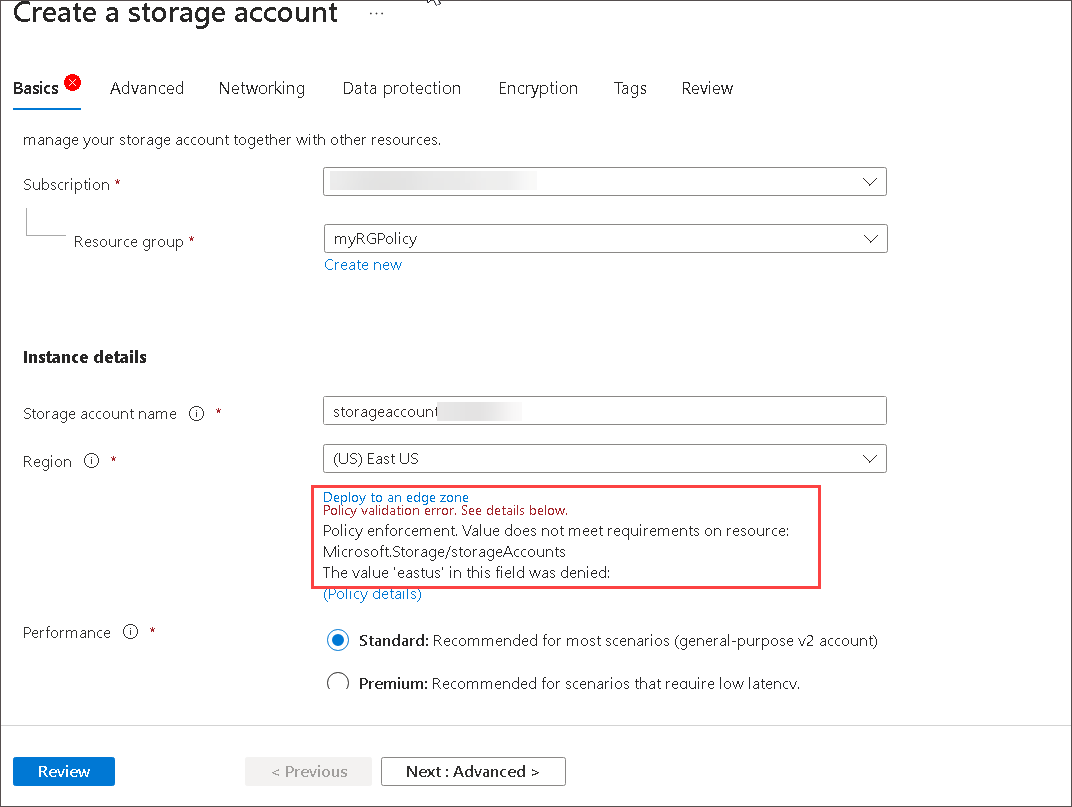 Create a storage account ...
Basics Advanced Networking Data protection Encryption Tags Review
manage your storage account together with other resources.
Subscription *
Resource group * myRGPolicy
Create new
Instance details
Storage account name * storageaccount
Region * (US) East US
Deploy to an edge zone
Policy validation error. See details below.
Policy enforcement. Value does not meet requirements on resource:
Microsoft.Storage/storageAccounts
The value 'eastus' in this field was denied:
(Policy details)
Performance * Standard: Recommended for most scenarios (general-purpose v2 account)
Premium: Recommended for scenarios that require low latency.
Review < Previous Next : Advanced >